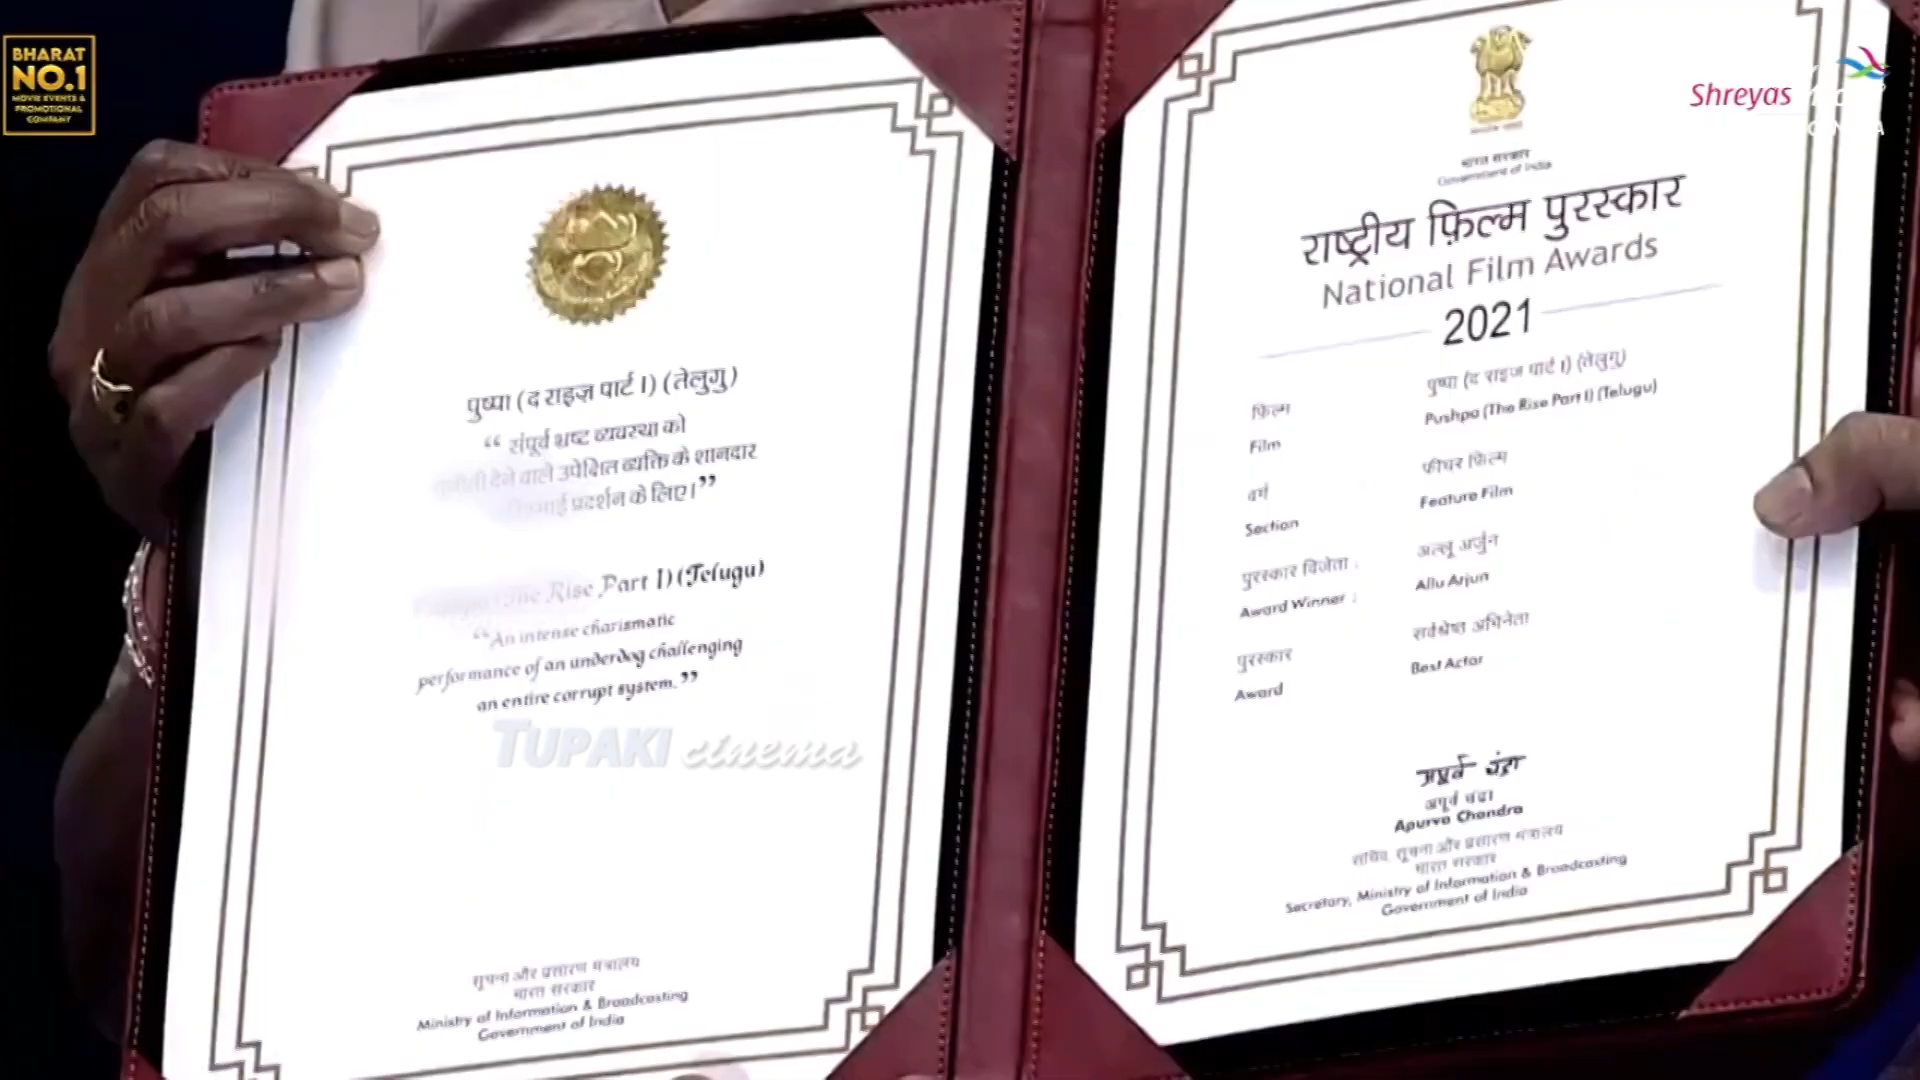 BHARAT
NO.1
MOVIE EVENTS &
PROMOTIONAL
COMPANY
पुष्पा (द राइज़ पार्ट I) (तेलुगु)
“ संपूर्व भ्रष्ट व्यवस्था को
देने वाले उपेक्षित व्यक्ति के शानदार
प्रदर्शन के लिए।”
Rise Part I) (Telugu)
“An intense charismatic
performance of an underdog challenging
an entire corrupt system.”
TUPAKI cinema
सूचना और प्रसारण मंत्रालय
भारत सरकार
Ministry of Information & Broadcasting
Government of India
Shreyas
भारत सरकार
Government of India
राष्ट्रीय फ़िल्म पुरस्कार
National Film Awards
2021
फ़िल्म पुष्पा (द राइज पार्ट I) (तेलुगु)
Film Pushpa (The Rise Part I) (Telugu)
वर्ग फीचर फ़िल्म
Section Feature Film
पुरस्कार विजेता : अल्लू अर्जुन
Award Winner : Allu Arjun
पुरस्कार सर्वश्रेष्ठ अभिनेता
Award Best Actor
अपूर्व चंद्रा
अपूर्व चंद्रा
Apurva Chandra
सचिव, सूचना और प्रसारण मंत्रालय
भारत सरकार
Secretary, Ministry of Information & Broadcasting
Government of India